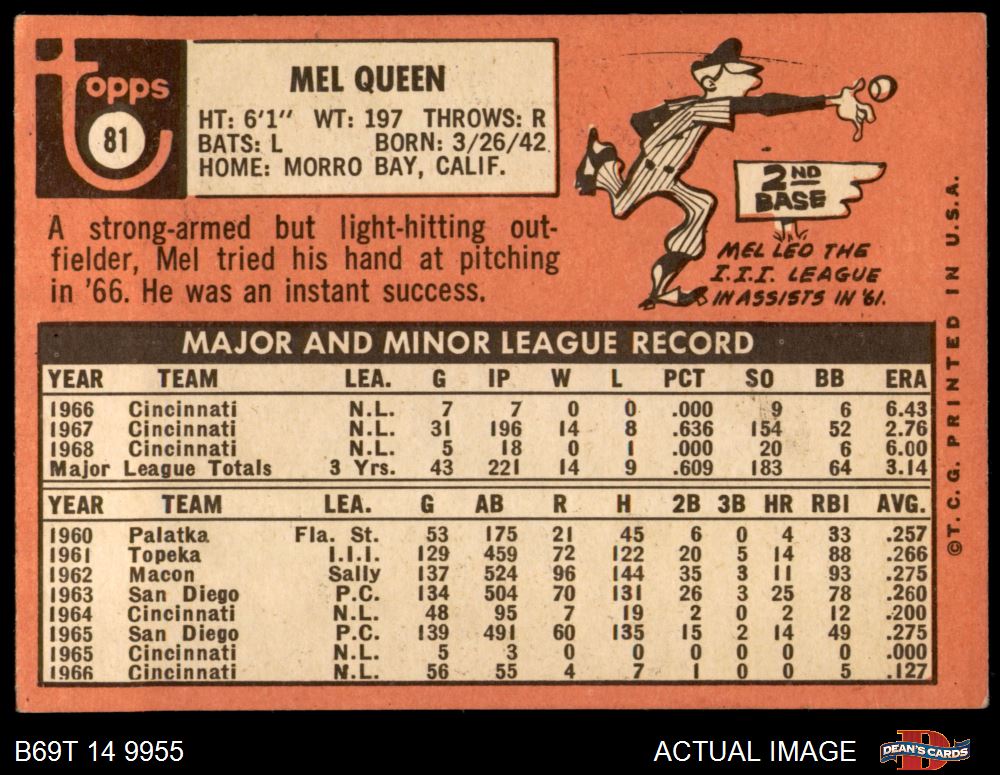 Topps
81
MEL QUEEN
HT: 6'1" WT: 197 THROWS: R
BATS: L BORN: 3/26/42
HOME: MORRO BAY, CALIF.
A strong-armed but light-hitting out-
fielder, Mel tried his hand at pitching
in '66. He was an instant success.
2ND
BASE
MEL LED THE
I.I.I. LEAGUE
IN ASSISTS IN '61.
MAJOR AND MINOR LEAGUE RECORD
YEAR TEAM LEA. G IP W L PCT SO BB ERA
1966 Cincinnati N.L. 7 7 0 0 .000 9 6 6.43
1967 Cincinnati N.L. 31 196 14 8 .636 154 52 2.76
1968 Cincinnati N.L. 5 18 0 1 .000 20 6 6.00
Major League Totals 3 Yrs. 43 221 14 9 .609 183 64 3.14
YEAR TEAM LEA. G AB R H 2B 3B HR RBI AVG.
1960 Palatka Fla. St. 53 175 21 45 6 0 4 33 .257
1961 Topeka I.I.I. 129 459 72 122 20 5 14 88 .266
1962 Macon Sally 137 524 96 144 35 3 11 93 .275
1963 San Diego P.C. 134 504 70 131 26 3 25 78 .260
1964 Cincinnati N.L. 48 95 7 19 2 0 2 12 .200
1965 San Diego P.C. 139 491 60 135 15 2 14 49 .275
1965 Cincinnati N.L. 5 3 0 0 0 0 0 0 .000
1966 Cincinnati N.L. 56 55 4 7 1 0 0 5 .127
©T.C.G. PRINTED IN U.S.A.
B69T 14 9955
ACTUAL IMAGE
DEAN'S CARDS